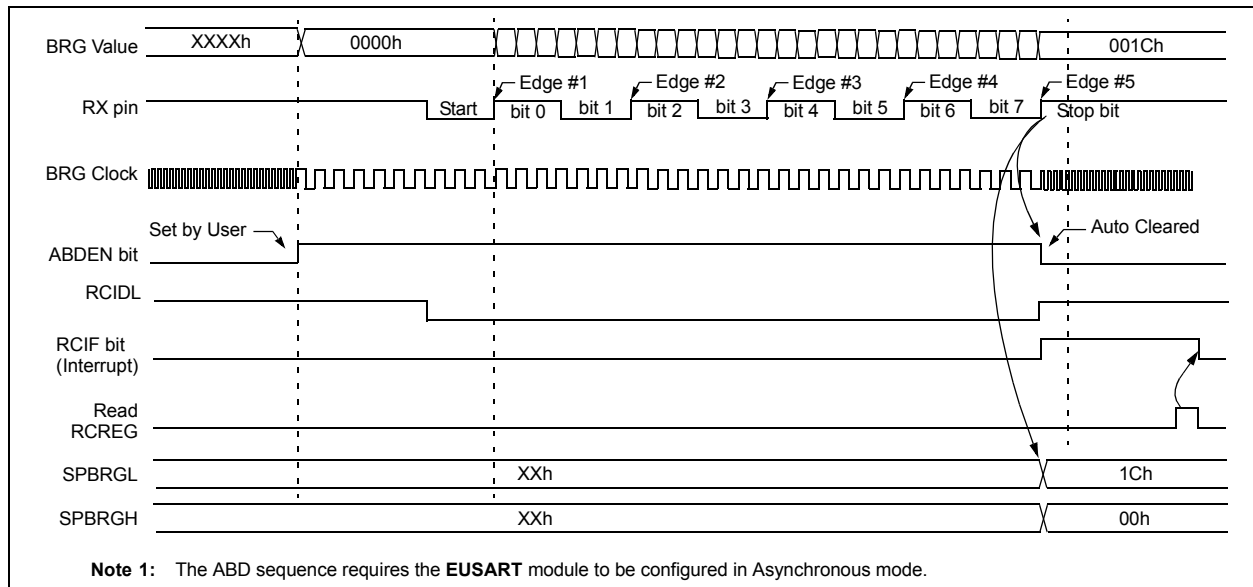 BRG Value XXXXh 0000h 001Ch
Edge #1 Edge #2 Edge #3 Edge #4 Edge #5
RX pin Start bit 0 bit 1 bit 2 bit 3 bit 4 bit 5 bit 6 bit 7 Stop bit
BRG Clock
Set by User Auto Cleared
ABDEN bit
RCIDL
RCIF bit
(Interrupt)
Read
RCREG
SPBRGL XXh 1Ch
SPBRGH XXh 00h
Note 1: The ABD sequence requires the EUSART module to be configured in Asynchronous mode.